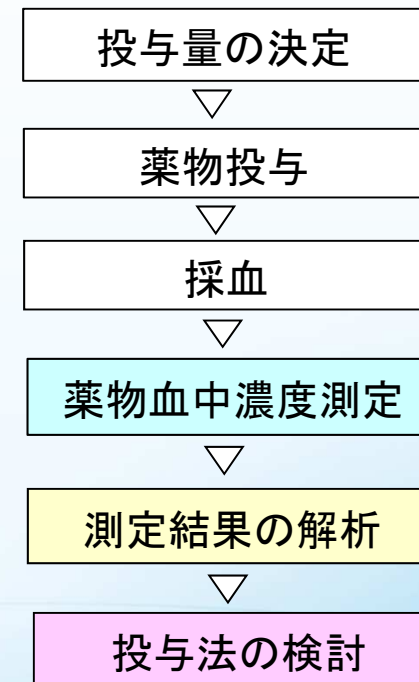 投与量の決定
薬物投与
採血
薬物血中濃度測定
測定結果の解析
投与法の検討